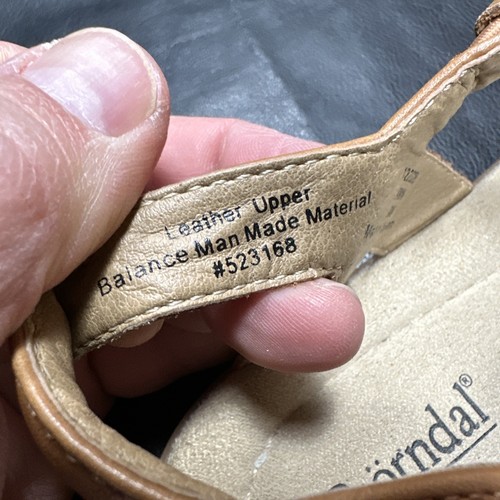 Leather Upper
Balance Man Made Material
#523168
örndal®